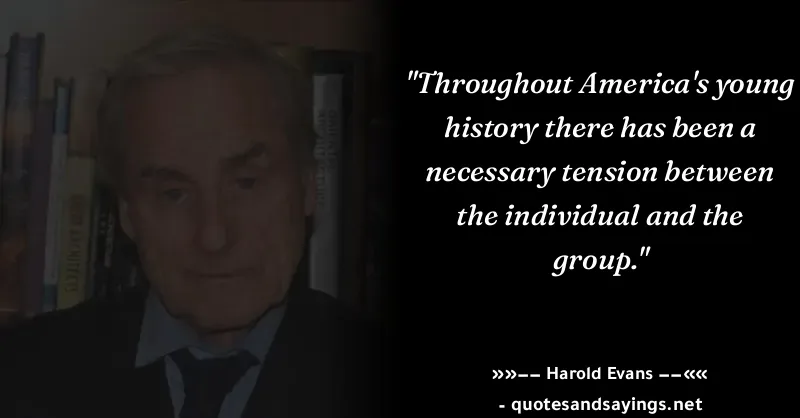 "Throughout America's young
history there has been a
necessary tension between
the individual and the
group."
»»–– Harold Evans ––««
- quotesandsayings.net